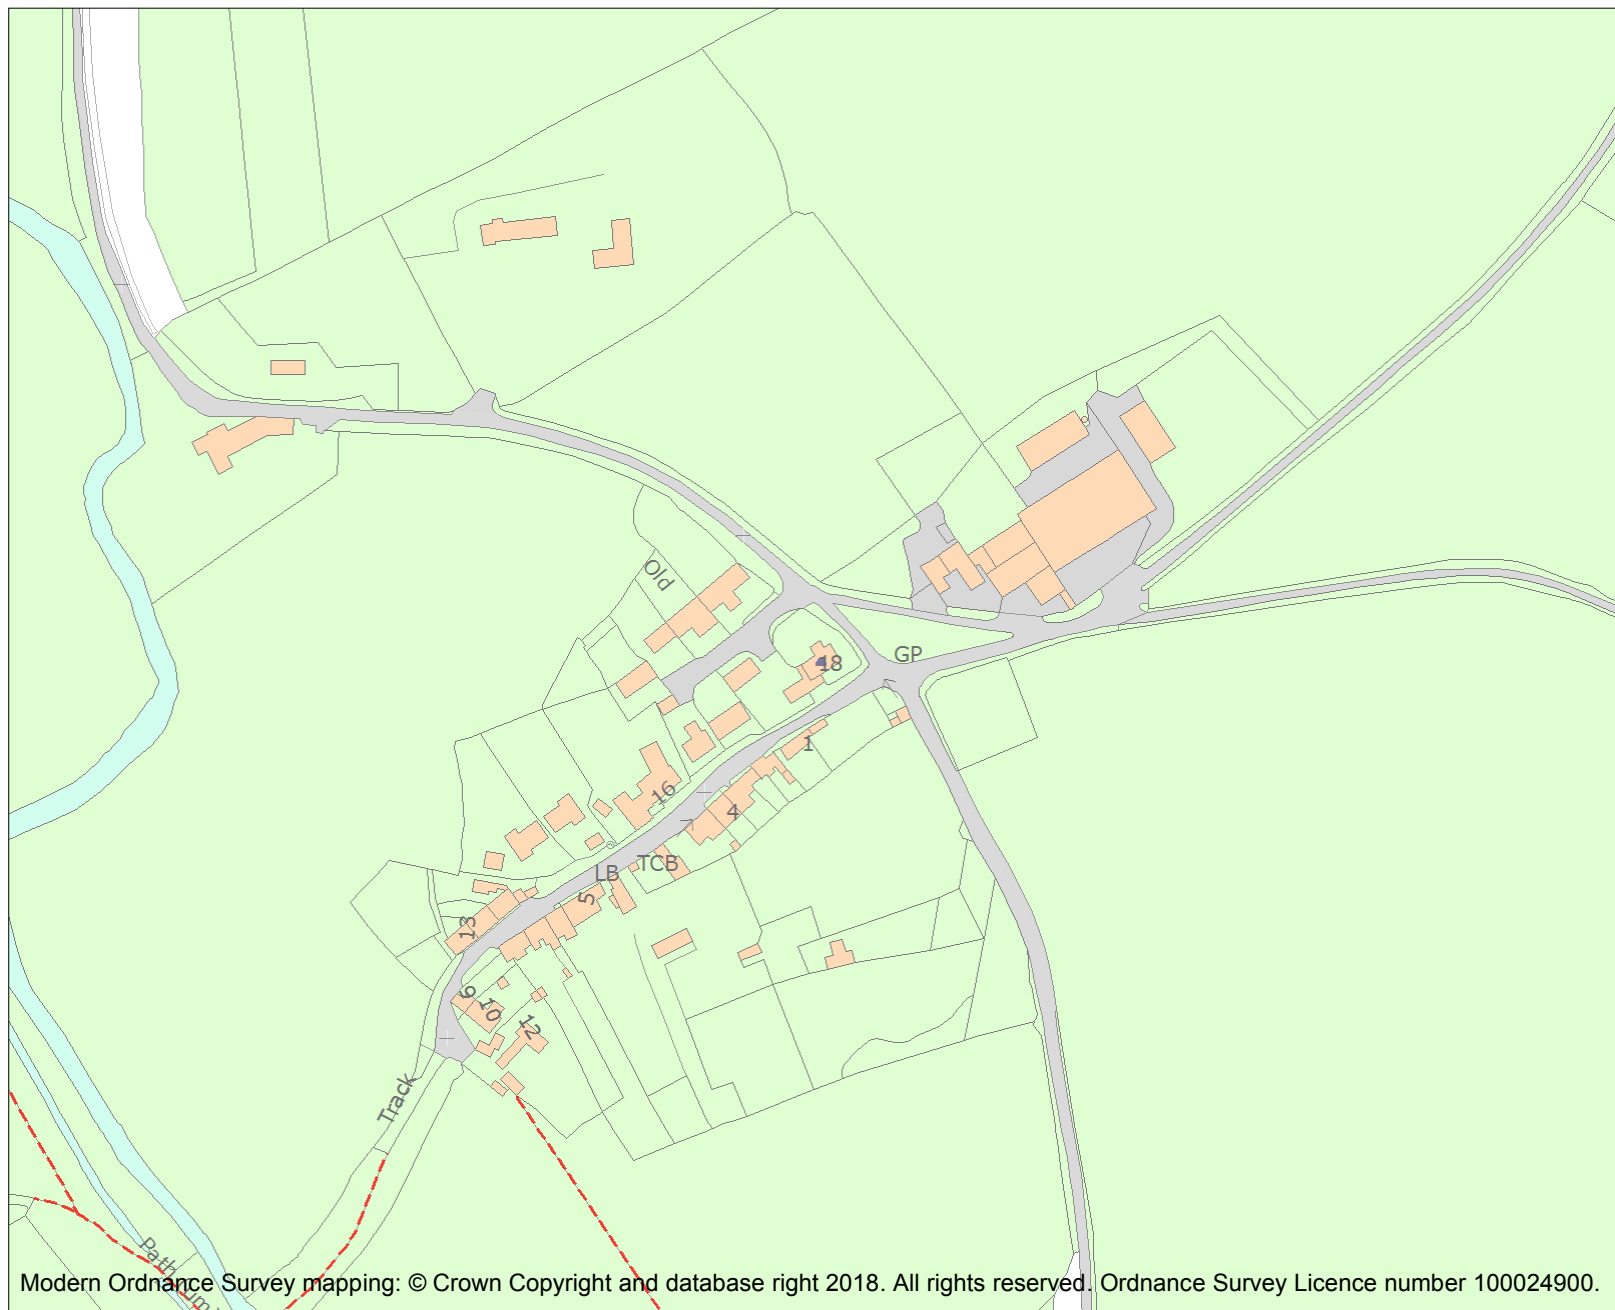 Old
GP
18
1
16
4
TCB
LB
5
13
9
10
12
Track
Path
Modern Ordnance Survey mapping: © Crown Copyright and database right 2018. All rights reserved. Ordnance Survey Licence number 100024900.